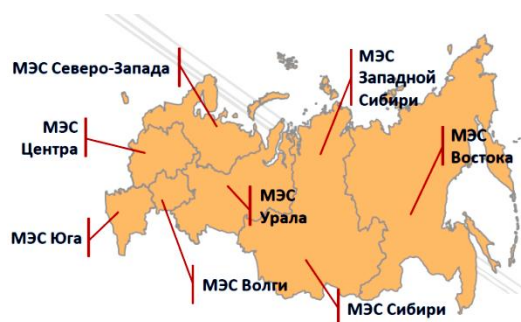 МЭС Северо-Запада
МЭС
Западной
Сибири
МЭС
Центра
МЭС
Востока
МЭС
Урала
МЭС Юга
МЭС Волги
МЭС Сибири